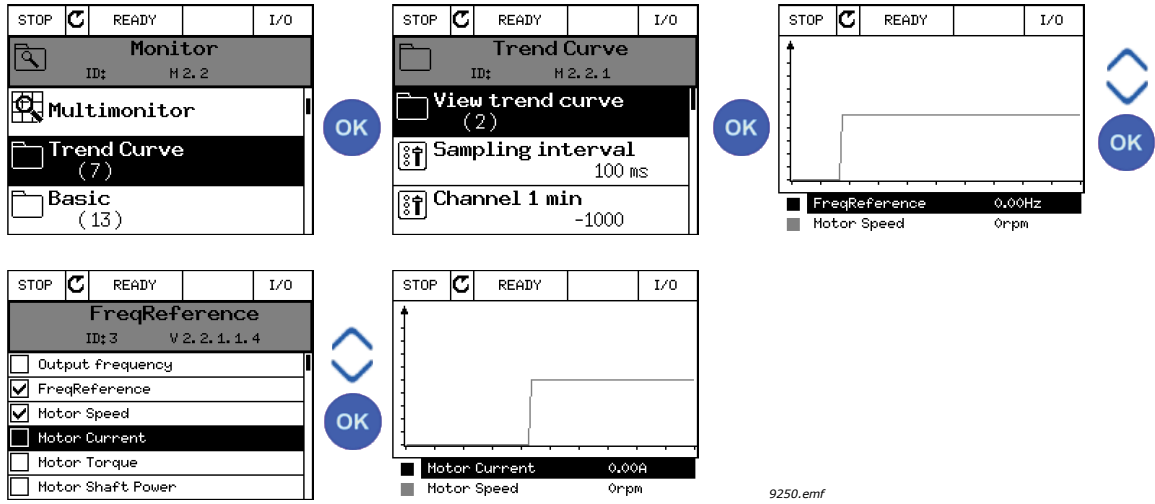 STOP READY I/O
Monitor
ID: M2.2
Multimonitor
Trend Curve
(7)
Basic
(13)
OK
STOP READY I/O
Trend Curve
ID: M2.2.1
View trend curve
(2)
Sampling interval
100 ms
Channel 1 min
-1000
OK
STOP READY I/O
FreqReference 0.00Hz
Motor Speed 0rpm
OK
STOP READY I/O
FreqReference
ID:3 V2.2.1.1.4
Output frequency
FreqReference
Motor Speed
Motor Current
Motor Torque
Motor Shaft Power
OK
STOP READY I/O
Motor Current 0.00A
Motor Speed 0rpm
9250.emf